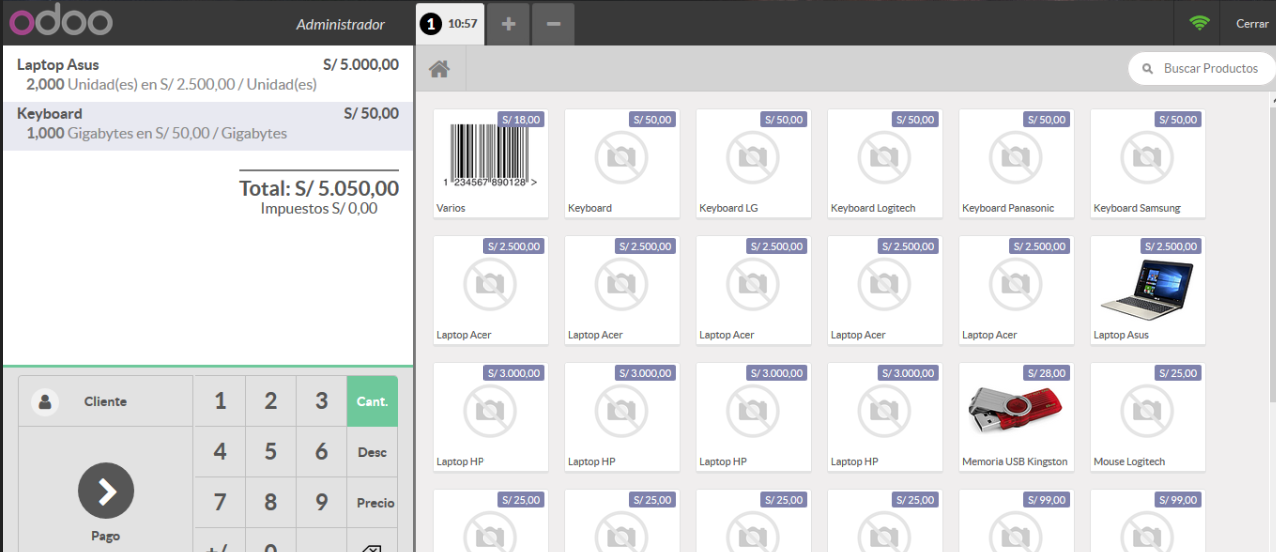 odoo
Administrador
1 10:57 + −
Cerrar
Laptop Asus S/ 5.000,00
2,000 Unidad(es) en S/ 2.500,00 / Unidad(es)
Keyboard S/ 50,00
1,000 Gigabytes en S/ 50,00 / Gigabytes
Total: S/ 5.050,00
Impuestos S/ 0,00
Cliente
1 2 3 Cant.
4 5 6 Desc
7 8 9 Precio
Pago
+/- 0
Buscar Productos
S/ 18,00 S/ 50,00 S/ 50,00 S/ 50,00 S/ 50,00 S/ 50,00
1 234567 890128 >
Varios Keyboard Keyboard LG Keyboard Logitech Keyboard Panasonic Keyboard Samsung
S/ 2.500,00 S/ 2.500,00 S/ 2.500,00 S/ 2.500,00 S/ 2.500,00 S/ 2.500,00
Laptop Acer Laptop Acer Laptop Acer Laptop Acer Laptop Acer Laptop Asus
S/ 3.000,00 S/ 3.000,00 S/ 3.000,00 S/ 3.000,00 S/ 28,00 S/ 25,00
Laptop HP Laptop HP Laptop HP Laptop HP Memoria USB Kingston Mouse Logitech
S/ 25,00 S/ 25,00 S/ 25,00 S/ 25,00 S/ 99,00 S/ 99,00